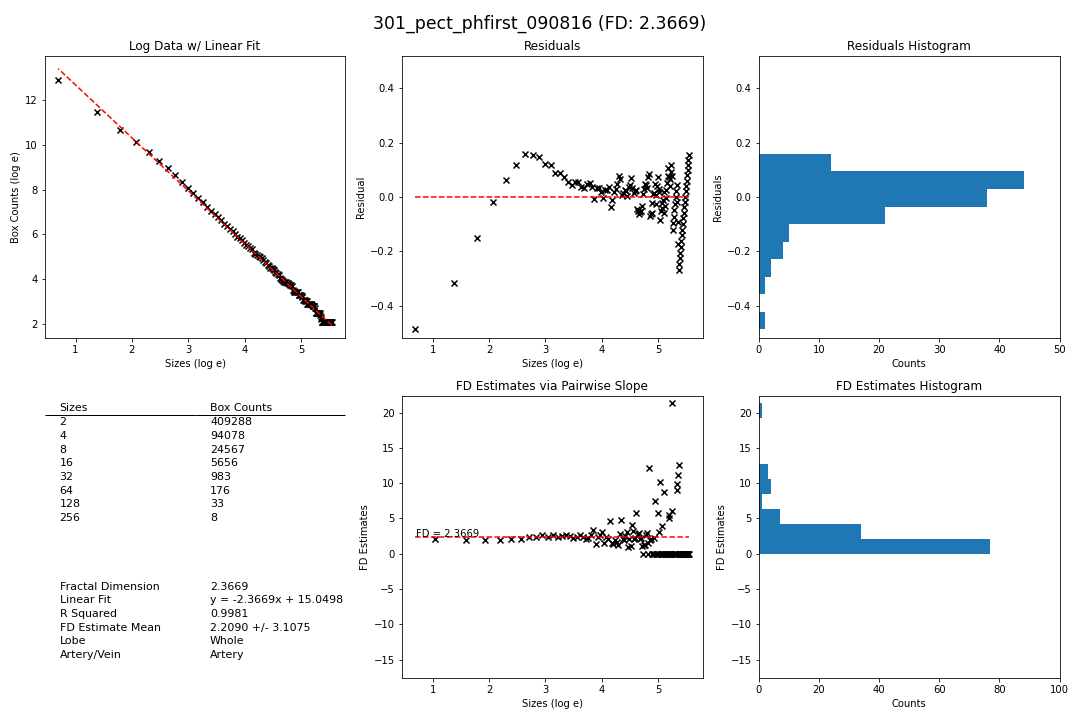 301_pect_phfirst_090816 (FD: 2.3669)
Log Data w/ Linear Fit
Box Counts (log e)
12
10
8
6
4
2
1 2 3 4 5
Sizes (log e)
Residuals
Residual
0.4
0.2
0.0
−0.2
−0.4
1 2 3 4 5
Sizes (log e)
Residuals Histogram
Residuals
0.4
0.2
0.0
−0.2
−0.4
0 10 20 30 40 50
Counts
Sizes Box Counts
2 409288
4 94078
8 24567
16 5656
32 983
64 176
128 33
256 8
Fractal Dimension 2.3669
Linear Fit y = -2.3669x + 15.0498
R Squared 0.9981
FD Estimate Mean 2.2090 +/- 3.1075
Lobe Whole
Artery/Vein Artery
FD Estimates via Pairwise Slope
FD Estimates
20
15
10
5
0
−5
−10
−15
FD = 2.3669
1 2 3 4 5
Sizes (log e)
FD Estimates Histogram
FD Estimates
20
15
10
5
0
−5
−10
−15
0 20 40 60 80 100
Counts